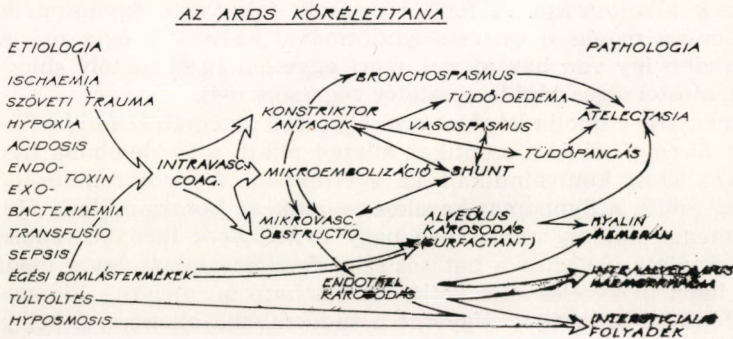 AZ ARDS KÓRÉLETTANA
ETIOLOGIA
PATHOLOGIA
ISCHAEMIA
SZÖVETI TRAUMA
HYPOXIA
ACIDOSIS
ENDO
EXO-
TOXIN
BACTERIAEMIA
TRANSFUSIO
SEPSIS
ÉGÉSI BOMLÁSTERMÉKEK
TÚLTÖLTÉS
HYPOSMOSIS
INTRAVASC.
COAG.
KONSTRIKTOR
ANYAGOK
MIKROEMBOLIZÁCIÓ
MIKROVASC.
OBSTRUCTIO
BRONCHOSPASMUS
TÜDŐ-OEDEMA
VASOSPASMUS
TÜDŐPANGÁS
SHUNT
ALVEOLUS
KÁROSODÁS
(SURFACTANT)
ENDOTHEL
KÁROSODÁS
ATELECTASIA
HYALIN
MEMBRÁN
INTRAALVEOLARIS
HAEMORRHAGIA
INTERSTICIALIS
FOLYADÉK